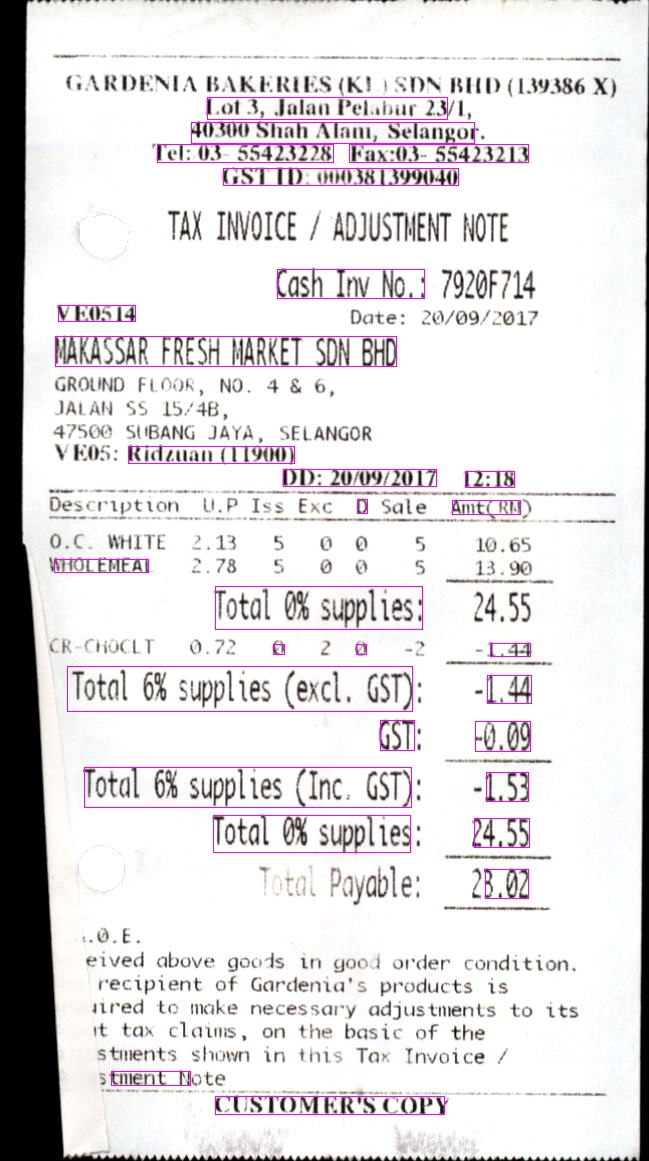 GARDENIA BAKERIES (KL) SDN BHD (139386 X)
Lot 3, Jalan Pelabur 23/1,
40300 Shah Alam, Selangor.
Tel: 03- 55423228 Fax:03- 55423213
GST ID: 000381399040
TAX INVOICE / ADJUSTMENT NOTE
Cash Inv No.: 7920F714
VE0514 Date: 20/09/2017
MAKASSAR FRESH MARKET SDN BHD
GROUND FLOOR, NO. 4 & 6,
JALAN SS 15/4B,
47500 SUBANG JAYA, SELANGOR
VE05: Ridzuan (11900)
DD: 20/09/2017 12:18
Description U.P Iss Exc D Sale Amt(RM)
O.C. WHITE 2.13 5 0 0 5 10.65
WHOLEMEAL 2.78 5 0 0 5 13.90
Total 0% supplies: 24.55
CR-CHOCLT 0.72 0 2 0 -2 -1.44
Total 6% supplies (excl. GST): -1.44
GST: -0.09
Total 6% supplies (Inc. GST): -1.53
Total 0% supplies: 24.55
Total Payable: 23.02
.O.E.
eived above goods in good order condition.
recipient of Gardenia's products is
uired to make necessary adjustments to its
t tax claims, on the basic of the
stments shown in this Tax Invoice /
stment Note
CUSTOMER'S COPY